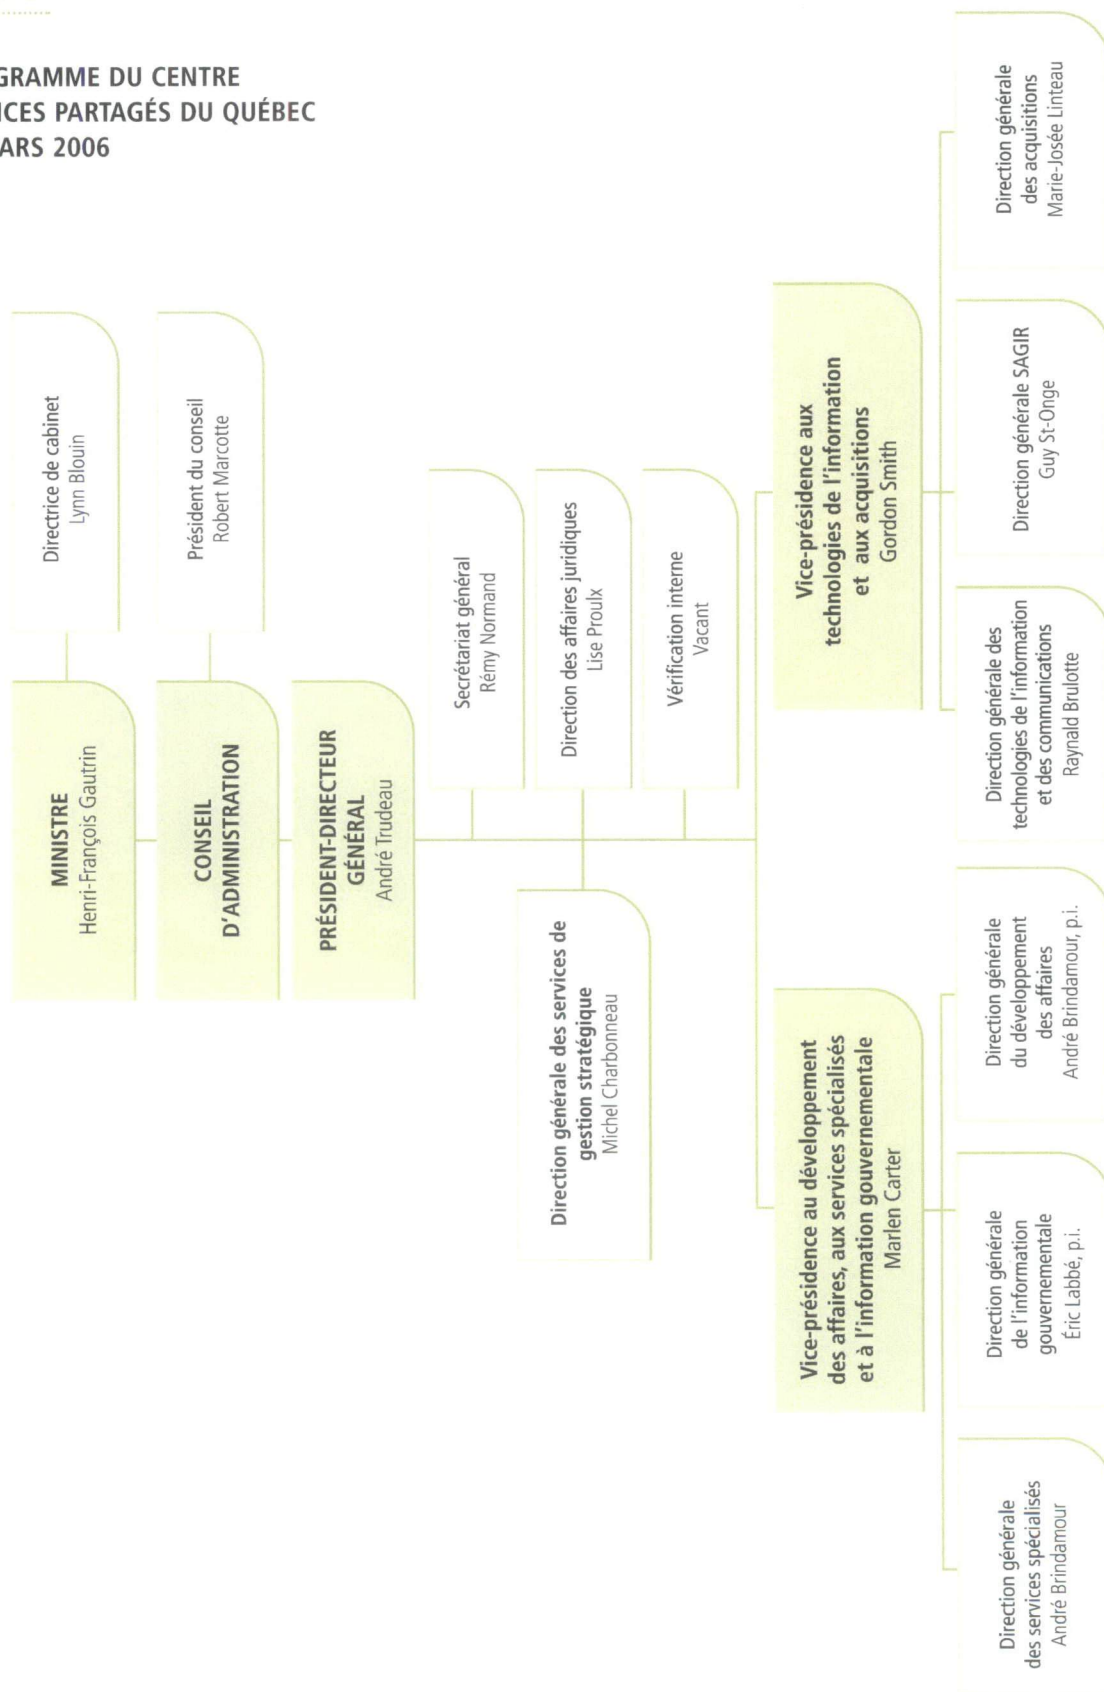 GRAMME DU CENTRE
ICES PARTAGÉS DU QUÉBEC
ARS 2006
MINISTRE
Henri-François Gautrin
Directrice de cabinet
Lynn Blouin
CONSEIL
D'ADMINISTRATION
Président du conseil
Robert Marcotte
PRÉSIDENT-DIRECTEUR
GÉNÉRAL
André Trudeau
Secrétariat général
Rémy Normand
Direction générale des services de
gestion stratégique
Michel Charbonneau
Direction des affaires juridiques
Lise Proulx
Vérification interne
Vacant
Vice-présidence au développement
des affaires, aux services spécialisés
et à l'information gouvernementale
Marlen Carter
Vice-présidence aux
technologies de l'information
et aux acquisitions
Gordon Smith
Direction générale
des services spécialisés
André Brindamour
Direction générale
de l'information
gouvernementale
Éric Labbé, p.i.
Direction générale
du développement
des affaires
André Brindamour, p.i.
Direction générale des
technologies de l'information
et des communications
Raynald Brulotte
Direction générale SAGIR
Guy St-Onge
Direction générale
des acquisitions
Marie-Josée Linteau